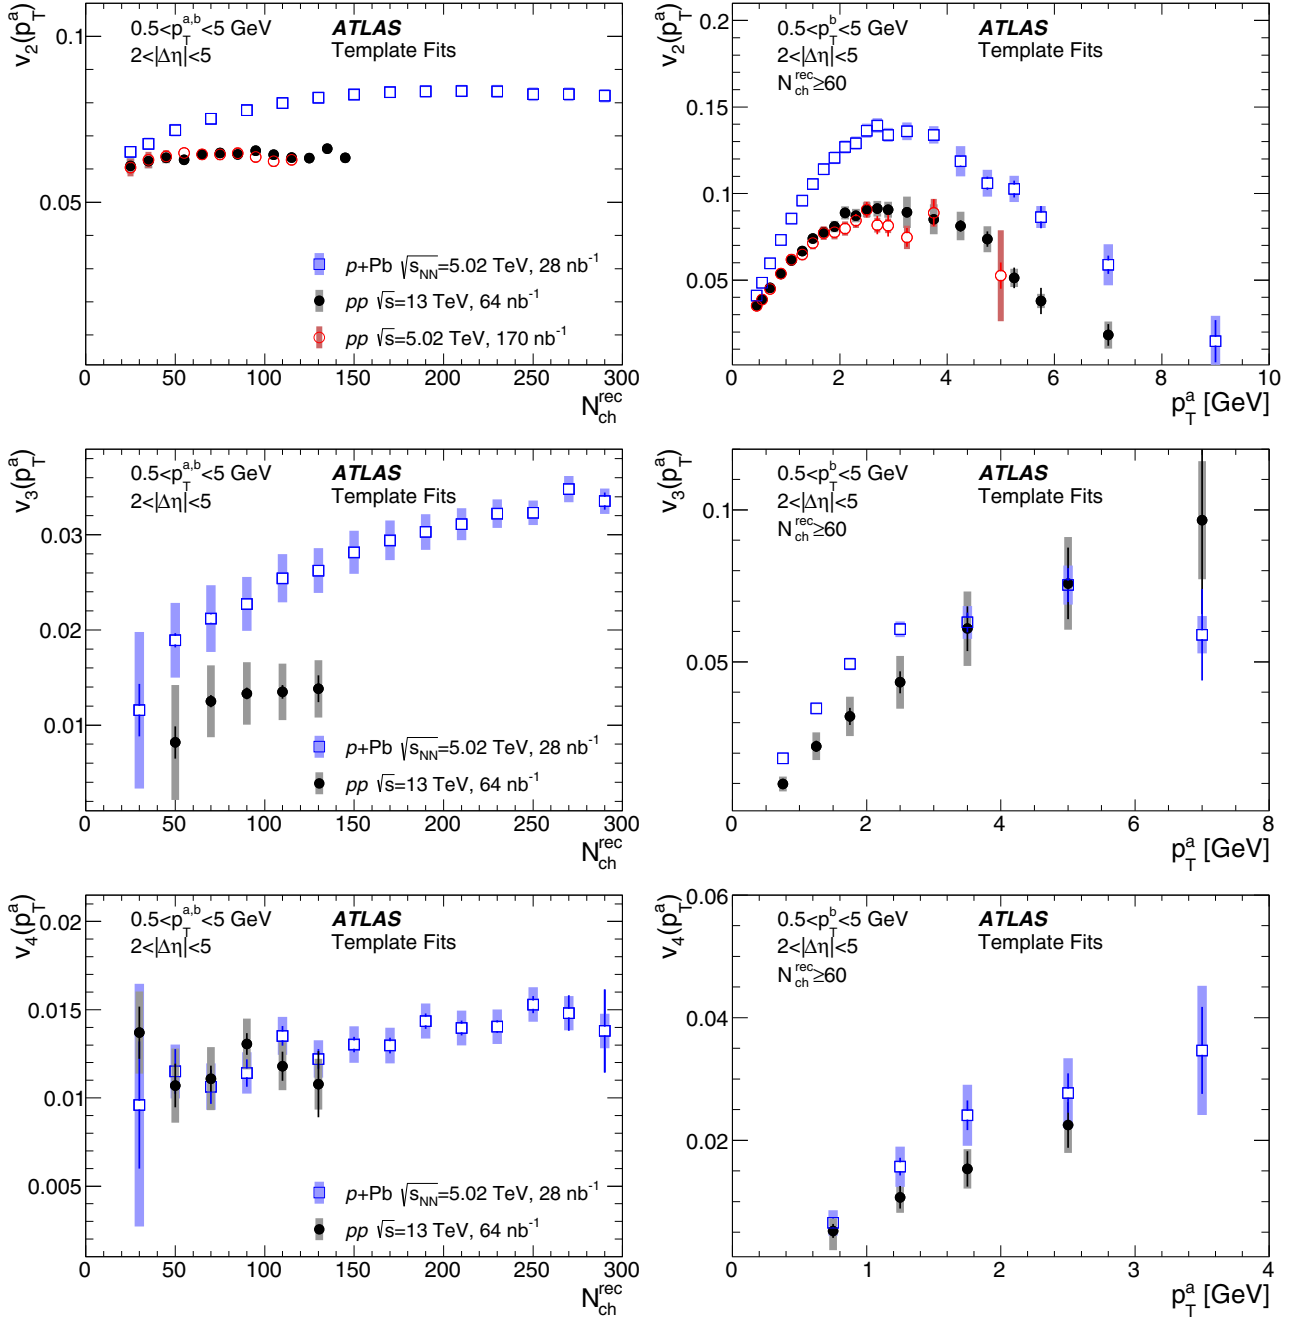 v₂(p_T^a)
0.1
0.05
0.5<p_T^{a,b}<5 GeV
2<|Δη|<5
ATLAS
Template Fits
p+Pb √s_NN=5.02 TeV, 28 nb⁻¹
pp √s=13 TeV, 64 nb⁻¹
pp √s=5.02 TeV, 170 nb⁻¹
0 50 100 150 200 250 300
N_ch^rec
v₂(p_T^a)
0.2
0.15
0.1
0.05
0.5<p_T^b<5 GeV
2<|Δη|<5
N_ch^rec≥60
ATLAS
Template Fits
0 2 4 6 8 10
p_T^a [GeV]
v₃(p_T^a)
0.03
0.02
0.01
0.5<p_T^{a,b}<5 GeV
2<|Δη|<5
ATLAS
Template Fits
p+Pb √s_NN=5.02 TeV, 28 nb⁻¹
pp √s=13 TeV, 64 nb⁻¹
0 50 100 150 200 250 300
N_ch^rec
v₃(p_T^a)
0.1
0.05
0.5<p_T^b<5 GeV
2<|Δη|<5
N_ch^rec≥60
ATLAS
Template Fits
0 2 4 6 8
p_T^a [GeV]
v₄(p_T^a)
0.02
0.015
0.01
0.005
0.5<p_T^{a,b}<5 GeV
2<|Δη|<5
ATLAS
Template Fits
p+Pb √s_NN=5.02 TeV, 28 nb⁻¹
pp √s=13 TeV, 64 nb⁻¹
0 50 100 150 200 250 300
N_ch^rec
v₄(p_T^a)
0.06
0.04
0.02
0.5<p_T^b<5 GeV
2<|Δη|<5
N_ch^rec≥60
ATLAS
Template Fits
0 1 2 3 4
p_T^a [GeV]